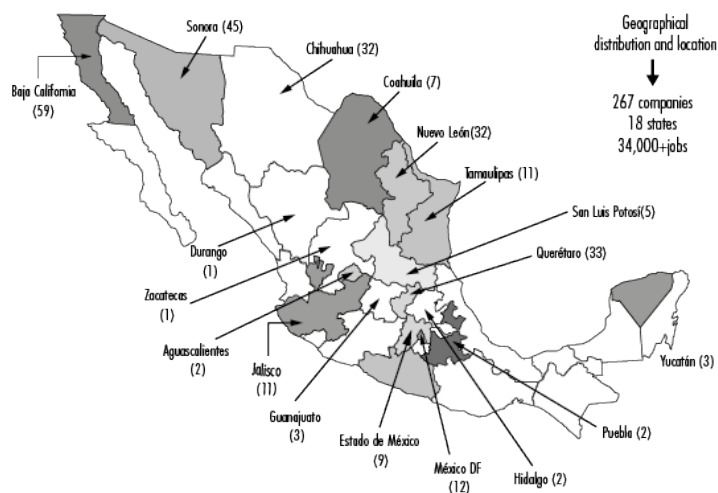 Sonora (45)
Geographical
distribution and location
Chihuahua (32)
Baja California
(59)
Coahuila (7)
267 companies
18 states
34,000+jobs
Nuevo León(32)
Tamaulipas (11)
San Luis Potosí(5)
Querétaro (33)
Durango
(1)
Zacatecas
(1)
Aguascalientes
(2)
Jalisco
(11)
Yucatán (3)
Guanajuato
(3)
Estado de México
(9)
México DF
(12)
Hidalgo (2)
Puebla (2)